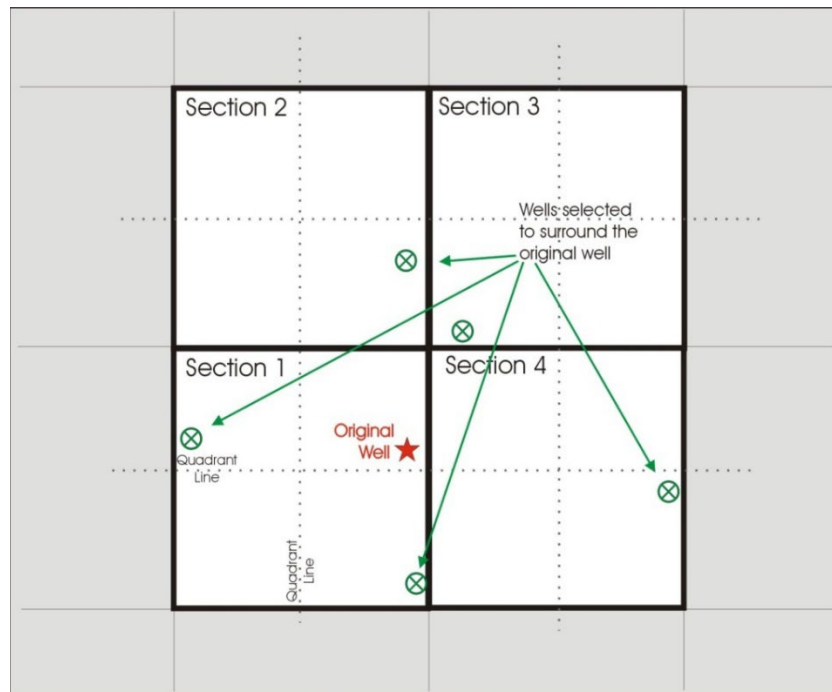 Section 2
Section 3
Wells selected
to surround the
original well
Section 1
Section 4
Original
Well
Quadrant
Line
Quadrant
Line